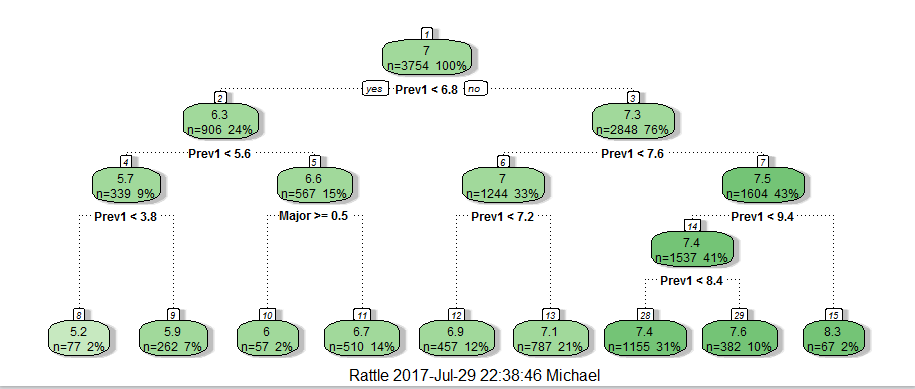 1
7
n=3754 100%
yes Prev1 < 6.8 no
2
6.3
n=906 24%
3
7.3
n=2848 76%
Prev1 < 5.6
Prev1 < 7.6
4
5.7
n=339 9%
5
6.6
n=567 15%
6
7
n=1244 33%
7
7.5
n=1604 43%
Prev1 < 3.8
Major >= 0.5
Prev1 < 7.2
Prev1 < 9.4
14
7.4
n=1537 41%
Prev1 < 8.4
8
5.2
n=77 2%
9
5.9
n=262 7%
10
6
n=57 2%
11
6.7
n=510 14%
12
6.9
n=457 12%
13
7.1
n=787 21%
28
7.4
n=1155 31%
29
7.6
n=382 10%
15
8.3
n=67 2%
Rattle 2017-Jul-29 22:38:46 Michael